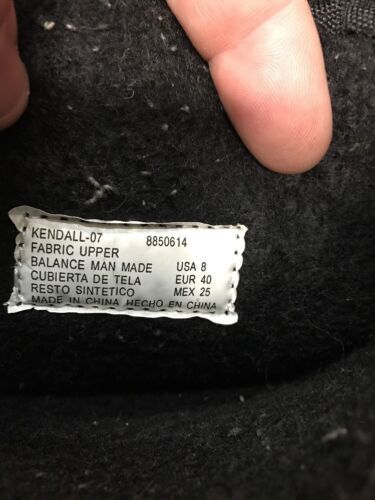 KENDALL-07 8850614
FABRIC UPPER
BALANCE MAN MADE USA 8
CUBIERTA DE TELA EUR 40
RESTO SINTETICO MEX 25
MADE IN CHINA HECHO EN CHINA